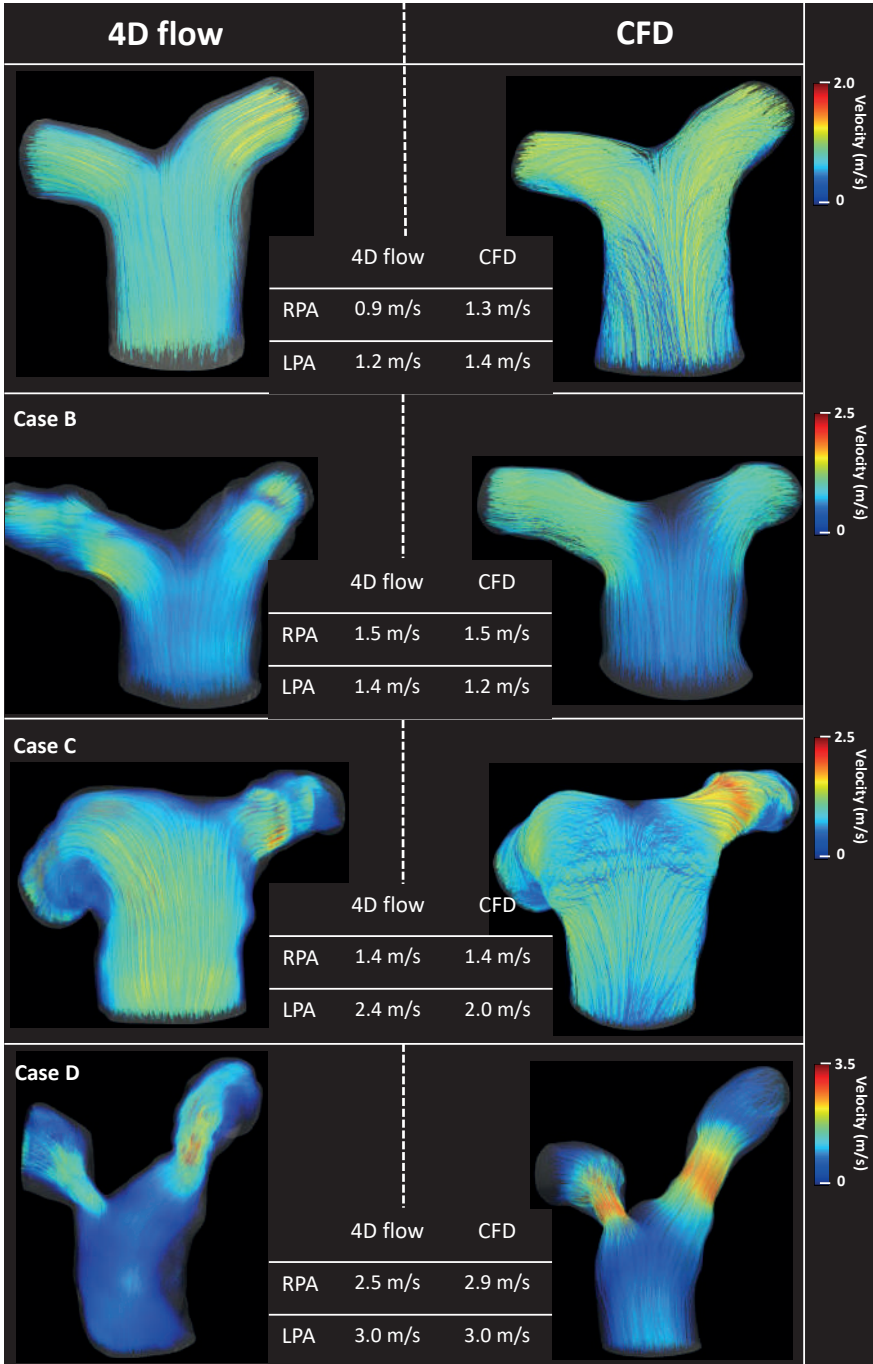 4D flow CFD
2.0
Velocity (m/s)
0
4D flow CFD
RPA 0.9 m/s 1.3 m/s
LPA 1.2 m/s 1.4 m/s
Case B
2.5
Velocity (m/s)
0
4D flow CFD
RPA 1.5 m/s 1.5 m/s
LPA 1.4 m/s 1.2 m/s
Case C
2.5
Velocity (m/s)
0
4D flow CFD
RPA 1.4 m/s 1.4 m/s
LPA 2.4 m/s 2.0 m/s
Case D
3.5
Velocity (m/s)
0
4D flow CFD
RPA 2.5 m/s 2.9 m/s
LPA 3.0 m/s 3.0 m/s